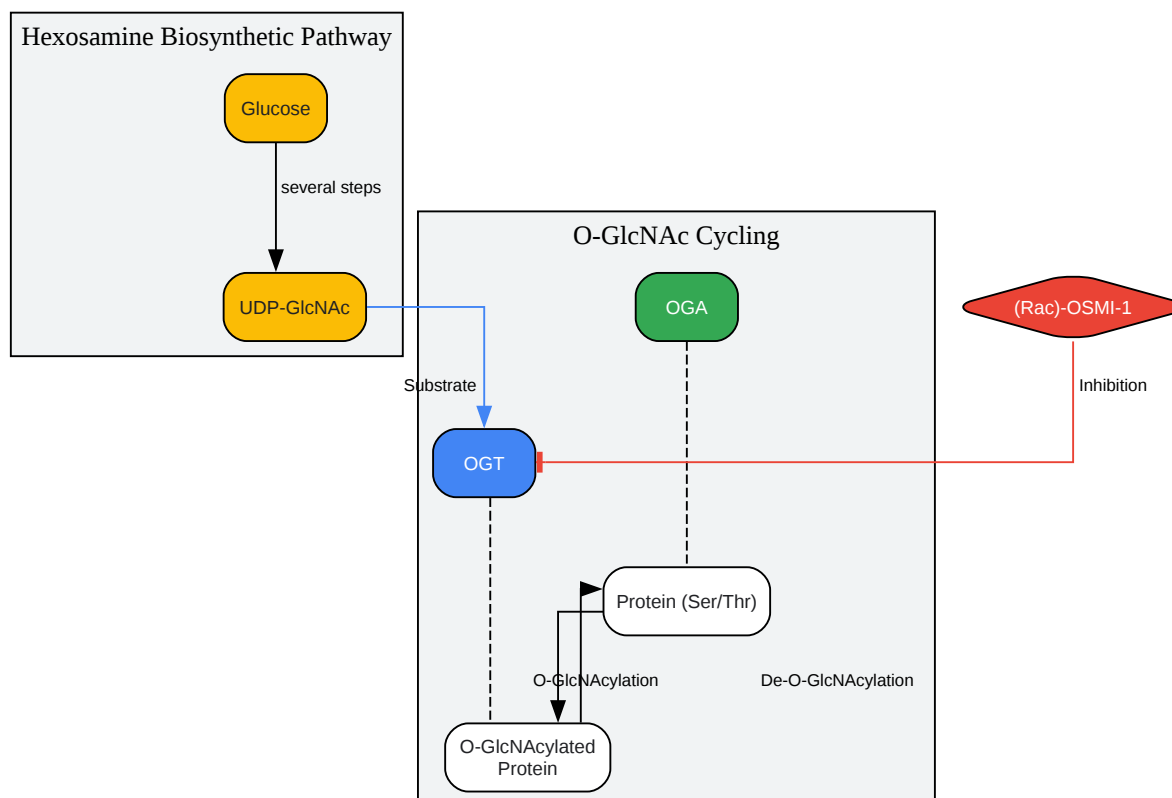 Hexosamine Biosynthetic Pathway
Glucose
several steps
UDP-GlcNAc
O-GlcNAc Cycling
OGA
(Rac)-OSMI-1
Substrate
Inhibition
OGT
Protein (Ser/Thr)
O-GlcNAcylation
De-O-GlcNAcylation
O-GlcNAcylated
Protein